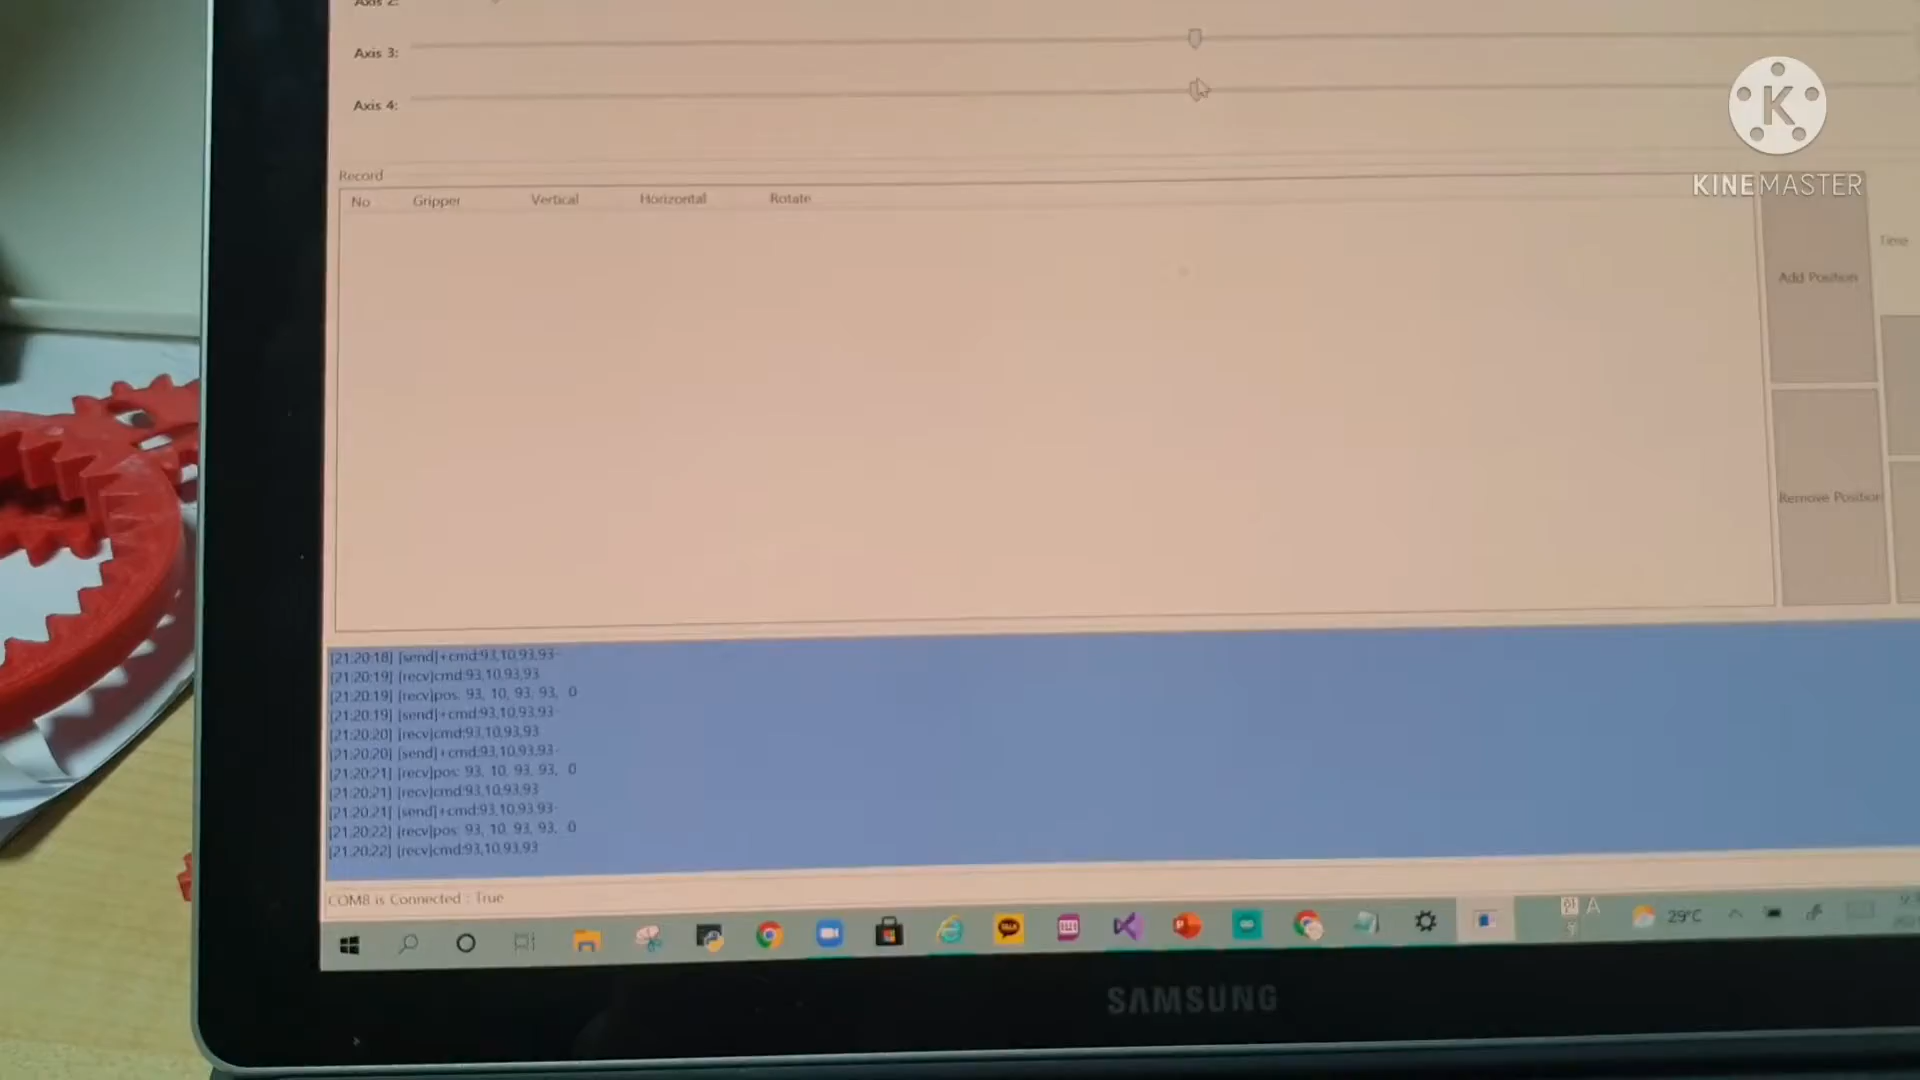 Axis 2:
Axis 3:
Axis 4:
KINEMASTER
Record
No Gripper Vertical Horizontal Rotate
Time
Add Position
Remove Position
[21:20:18] [send]+cmd:93,10,93,93-
[21:20:19] [recv]cmd:93,10,93,93
[21:20:19] [recv]pos: 93, 10, 93, 93, 0
[21:20:19] [send]+cmd:93,10,93,93-
[21:20:20] [recv]cmd:93,10,93,93
[21:20:20] [send]+cmd:93,10,93,93-
[21:20:21] [recv]pos: 93, 10, 93, 93, 0
[21:20:21] [recv]cmd:93,10,93,93
[21:20:21] [send]+cmd:93,10,93,93-
[21:20:22] [recv]pos: 93, 10, 93, 93, 0
[21:20:22] [recv]cmd:93,10,93,93
COM8 is Connected : True
A 29°C
SAMSUNG